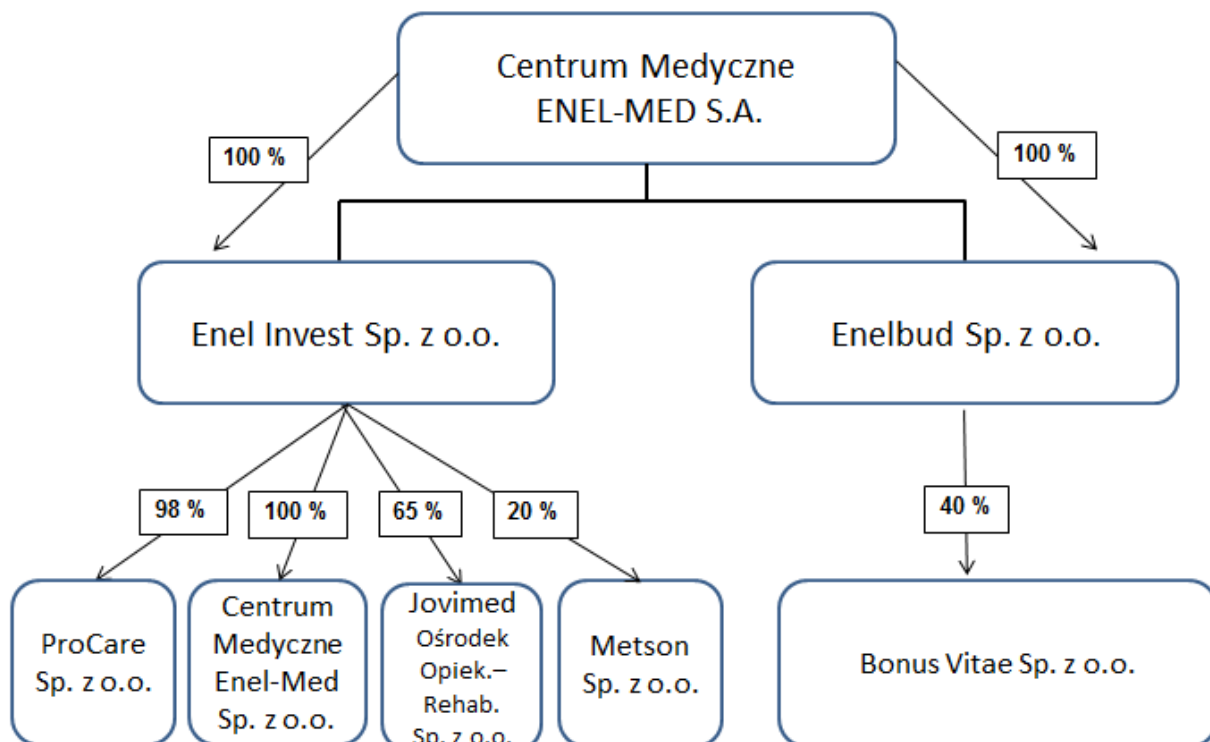 Centrum Medyczne
ENEL-MED S.A.
100 %
100 %
Enel Invest Sp. z o.o.
Enelbud Sp. z o.o.
98 %
100 %
65 %
20 %
40 %
ProCare
Sp. z o.o.
Centrum
Medyczne
Enel-Med
Sp. z o.o.
Jovimed
Ośrodek
Opiek.–
Rehab.
Sp. z o.o.
Metson
Sp. z o.o.
Bonus Vitae Sp. z o.o.